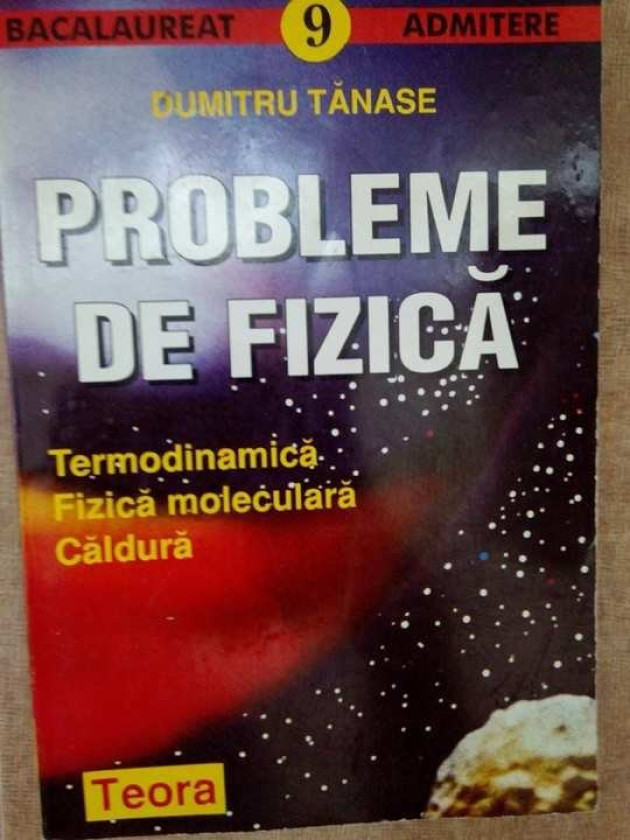 BACALAUREAT 9 ADMITERE
DUMITRU TĂNASE
PROBLEME
DE FIZICĂ
Termodinamică
Fizică moleculară
Căldură
Teora